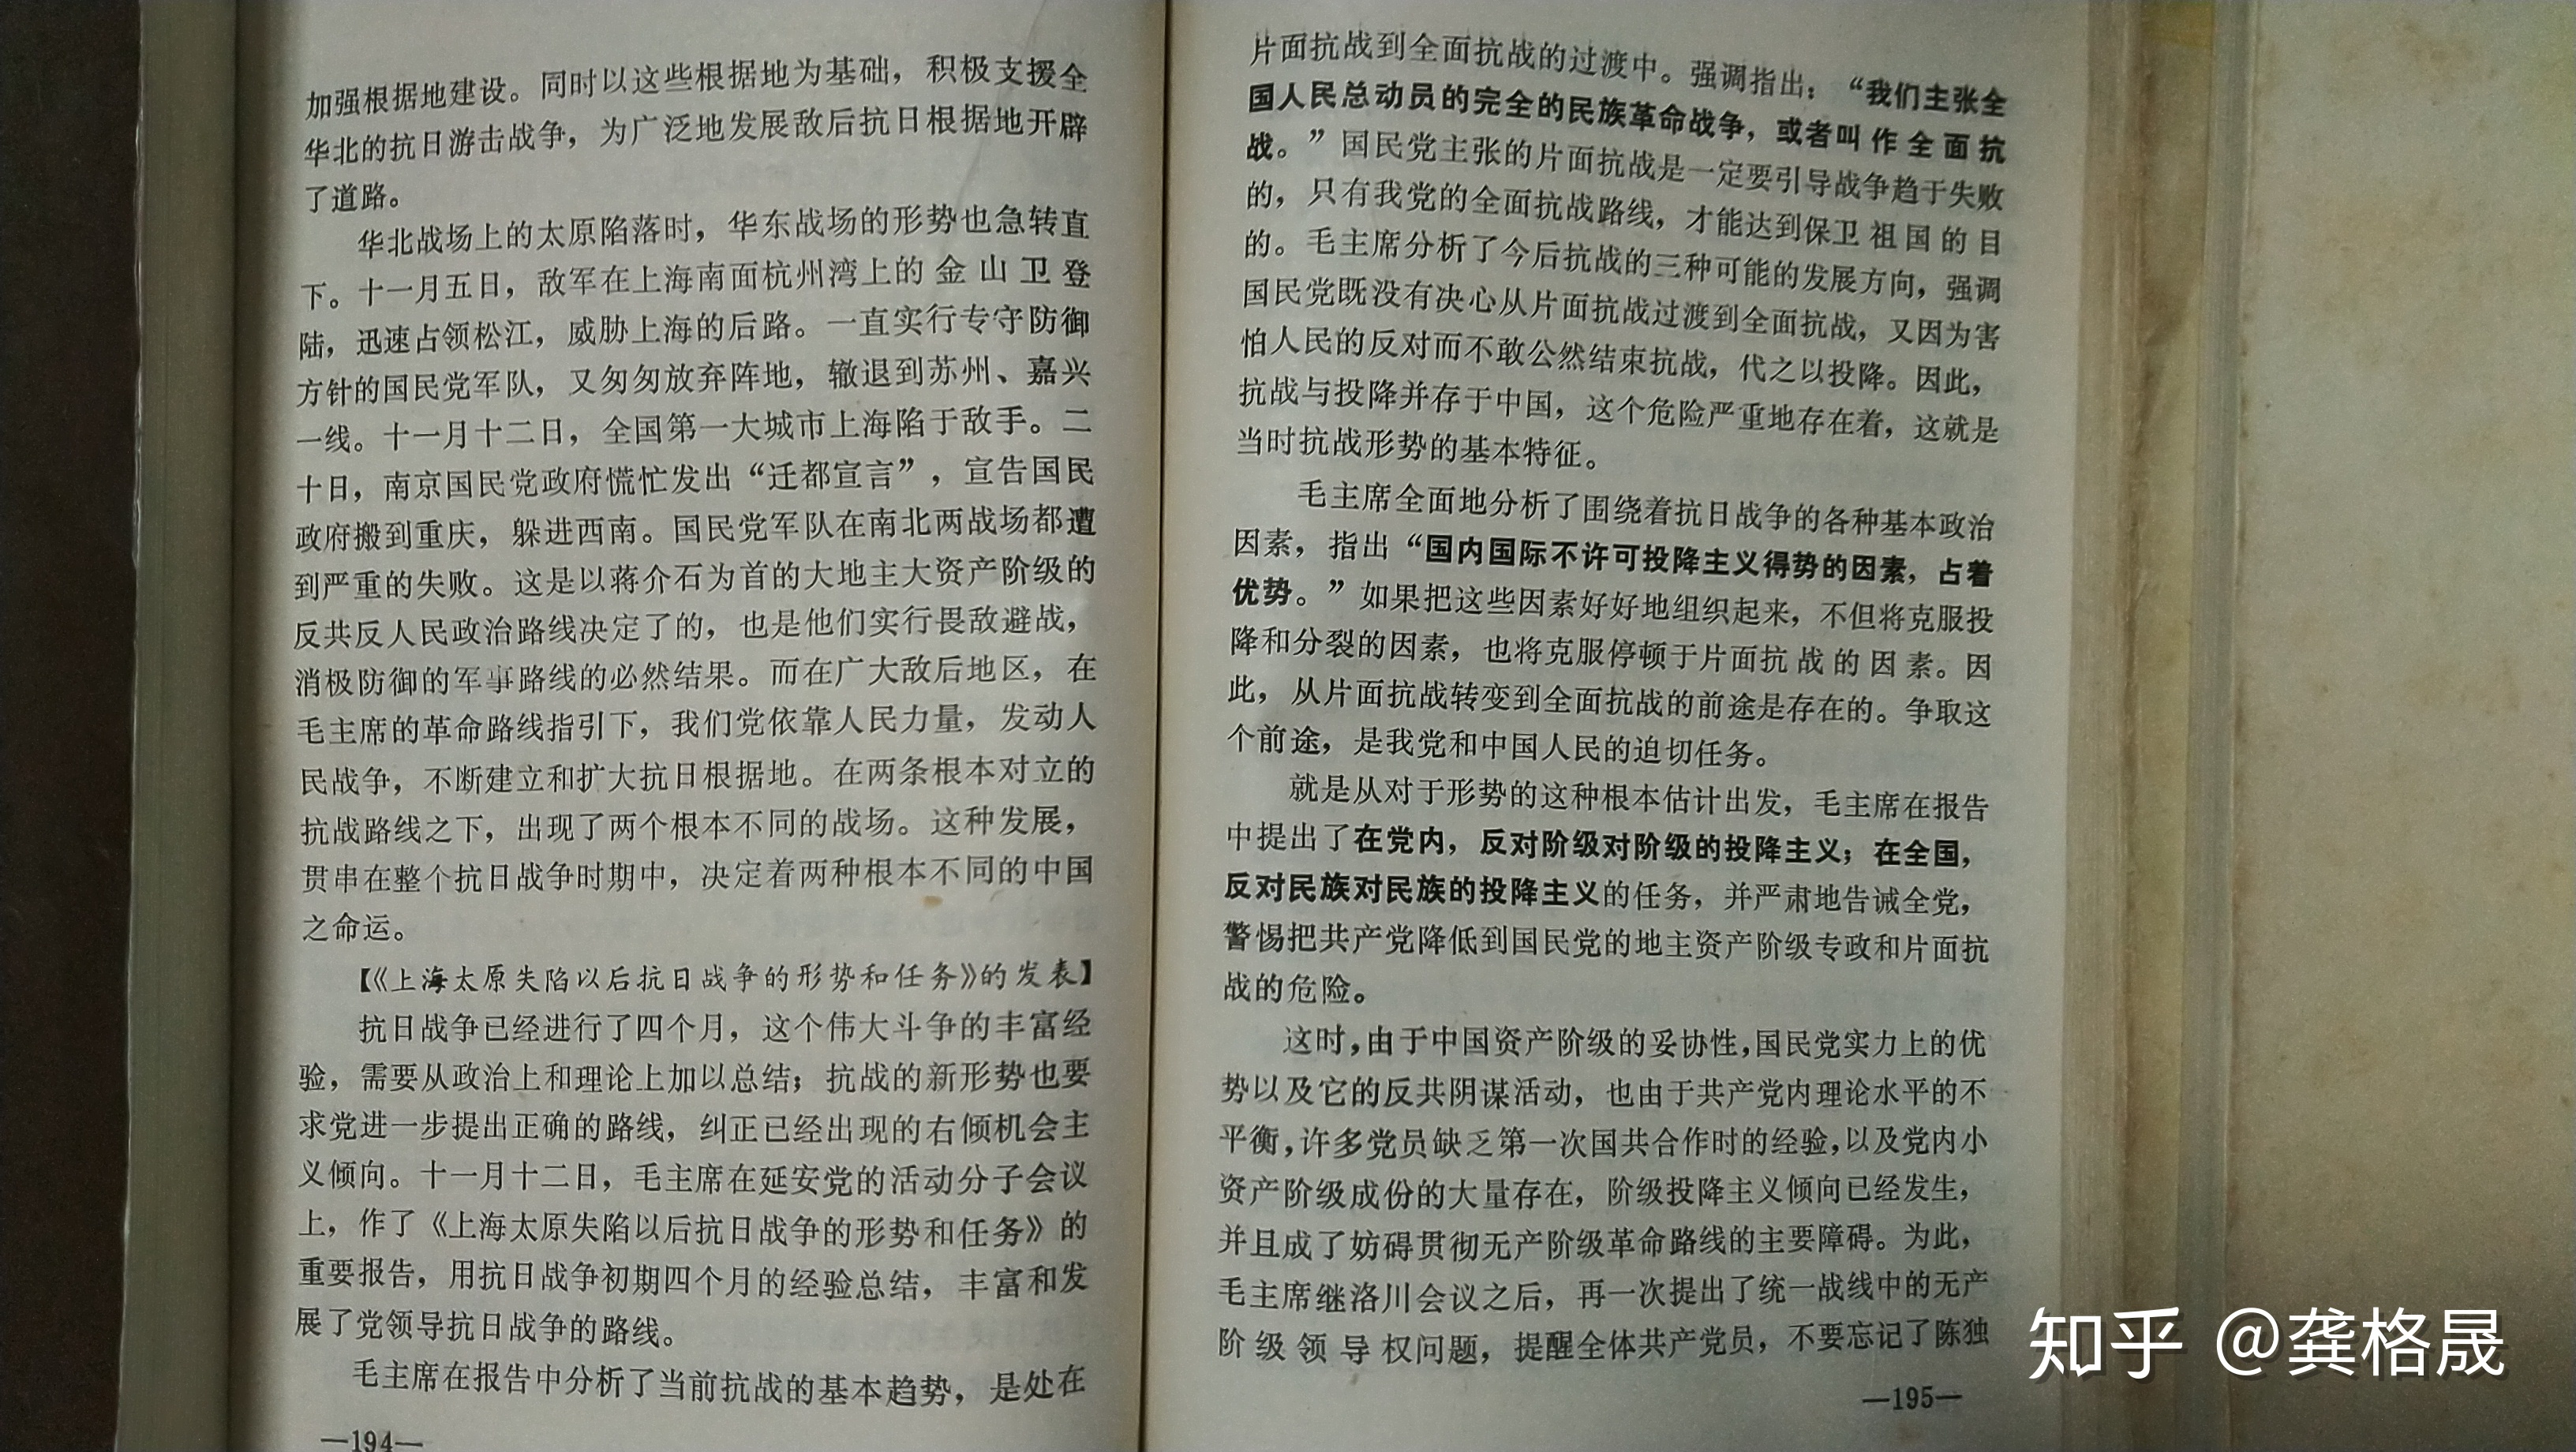 加强根据地建设。同时以这些根据地为基础，积极支援全
华北的抗日游击战争，为广泛地发展敌后抗日根据地开辟
了道路。
华北战场上的太原陷落时，华东战场的形势也急转直
下。十一月五日，敌军在上海南面杭州湾上的金山卫登
陆，迅速占领松江，威胁上海的后路。一直实行专守防御
方针的国民党军队，又匆匆放弃阵地，辙退到苏州、嘉兴
一线。十一月十二日，全国第一大城市上海陷于敌手。二
十日，南京国民党政府慌忙发出“迁都宣言”，宣告国民
政府搬到重庆，躲进西南。国民党军队在南北两战场都遭
到严重的失败。这是以蒋介石为首的大地主大资产阶级的
反共反人民政治路线决定了的，也是他们实行畏敌避战，
消极防御的军事路线的必然结果。而在广大敌后地区，在
毛主席的革命路线指引下，我们党依靠人民力量，发动人
民战争，不断建立和扩大抗日根据地。在两条根本对立的
抗战路线之下，出现了两个根本不同的战场。这种发展，
贯串在整个抗日战争时期中，决定着两种根本不同的中国
之命运。
【《上海太原失陷以后抗日战争的形势和任务》的发表】
抗日战争已经进行了四个月，这个伟大斗争的丰富经
验，需要从政治上和理论上加以总结；抗战的新形势也要
求党进一步提出正确的路线，纠正已经出现的右倾机会主
义倾向。十一月十二日，毛主席在延安党的活动分子会议
上，作了《上海太原失陷以后抗日战争的形势和任务》的
重要报告，用抗日战争初期四个月的经验总结，丰富和发
展了党领导抗日战争的路线。
毛主席在报告中分析了当前抗战的基本趋势，是处在
—194—
片面抗战到全面抗战的过渡中。强调指出：“我们主张全
国人民总动员的完全的民族革命战争，或者叫作全面抗
战。”国民党主张的片面抗战是一定要引导战争趋于失败
的，只有我党的全面抗战路线，才能达到保卫祖国的目
的。毛主席分析了今后抗战的三种可能的发展方向，强调
国民党既没有决心从片面抗战过渡到全面抗战，又因为害
怕人民的反对而不敢公然结束抗战，代之以投降。因此，
抗战与投降并存于中国，这个危险严重地存在着，这就是
当时抗战形势的基本特征。
毛主席全面地分析了围绕着抗日战争的各种基本政治
因素，指出“国内国际不许可投降主义得势的因素，占着
优势。”如果把这些因素好好地组织起来，不但将克服投
降和分裂的因素，也将克服停顿于片面抗战的因素。因
此，从片面抗战转变到全面抗战的前途是存在的。争取这
个前途，是我党和中国人民的迫切任务。
就是从对于形势的这种根本估计出发，毛主席在报告
中提出了在党内，反对阶级对阶级的投降主义；在全国，
反对民族对民族的投降主义的任务，并严肃地告诫全党，
警惕把共产党降低到国民党的地主资产阶级专政和片面抗
战的危险。
这时，由于中国资产阶级的妥协性，国民党实力上的优
势以及它的反共阴谋活动，也由于共产党内理论水平的不
平衡，许多党员缺乏第一次国共合作时的经验，以及党内小
资产阶级成份的大量存在，阶级投降主义倾向已经发生，
并且成了妨碍贯彻无产阶级革命路线的主要障碍。为此，
毛主席继洛川会议之后，再一次提出了统一战线中的无产
阶级领导权问题，提醒全体共产党员，不要忘记了陈独
—195—
知乎 @龚格晟